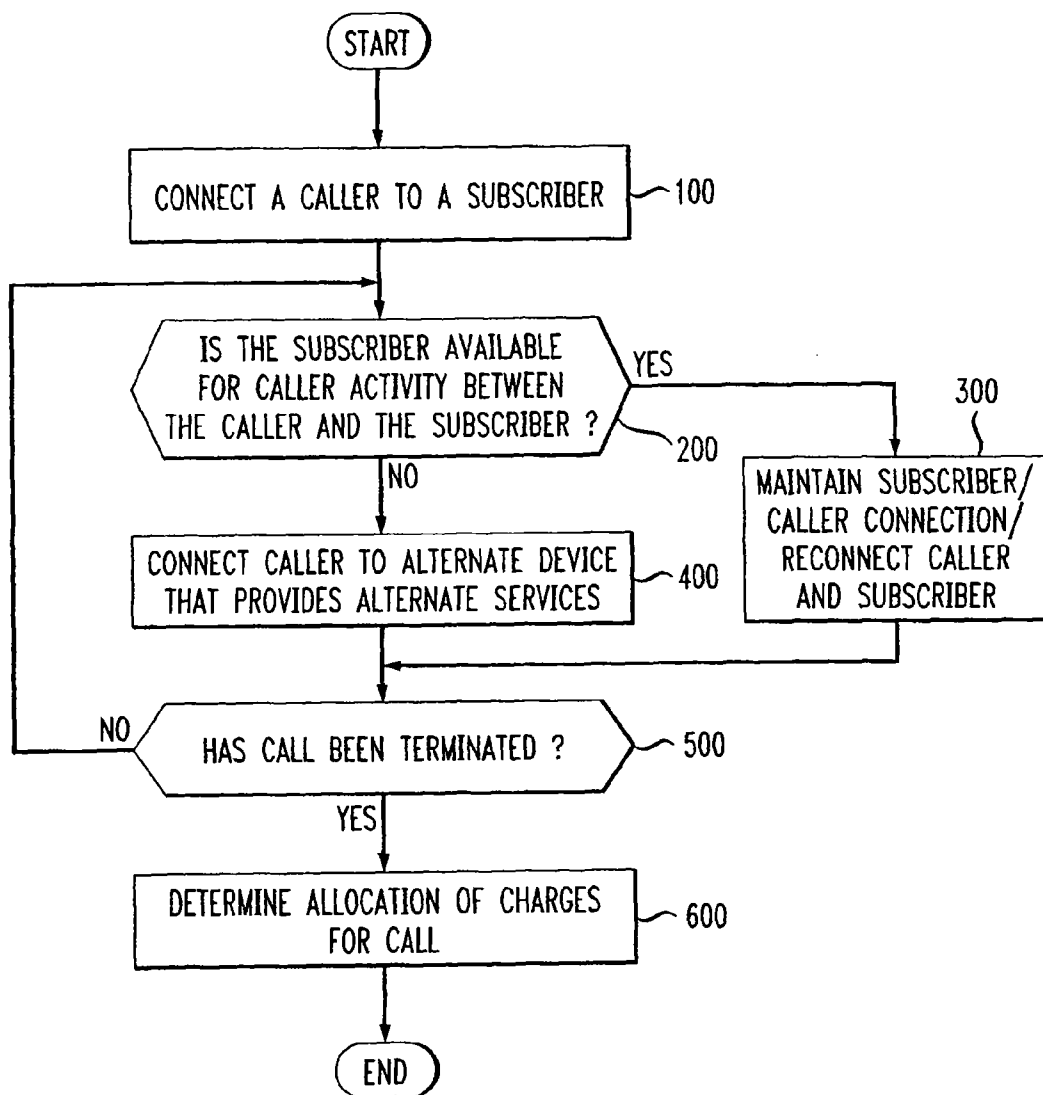 START
CONNECT A CALLER TO A SUBSCRIBER
100
IS THE SUBSCRIBER AVAILABLE
FOR CALLER ACTIVITY BETWEEN
THE CALLER AND THE SUBSCRIBER ?
200
YES
NO
300
MAINTAIN SUBSCRIBER/
CALLER CONNECTION/
RECONNECT CALLER
AND SUBSCRIBER
CONNECT CALLER TO ALTERNATE DEVICE
THAT PROVIDES ALTERNATE SERVICES
400
HAS CALL BEEN TERMINATED ?
500
NO
YES
DETERMINE ALLOCATION OF CHARGES
FOR CALL
600
END